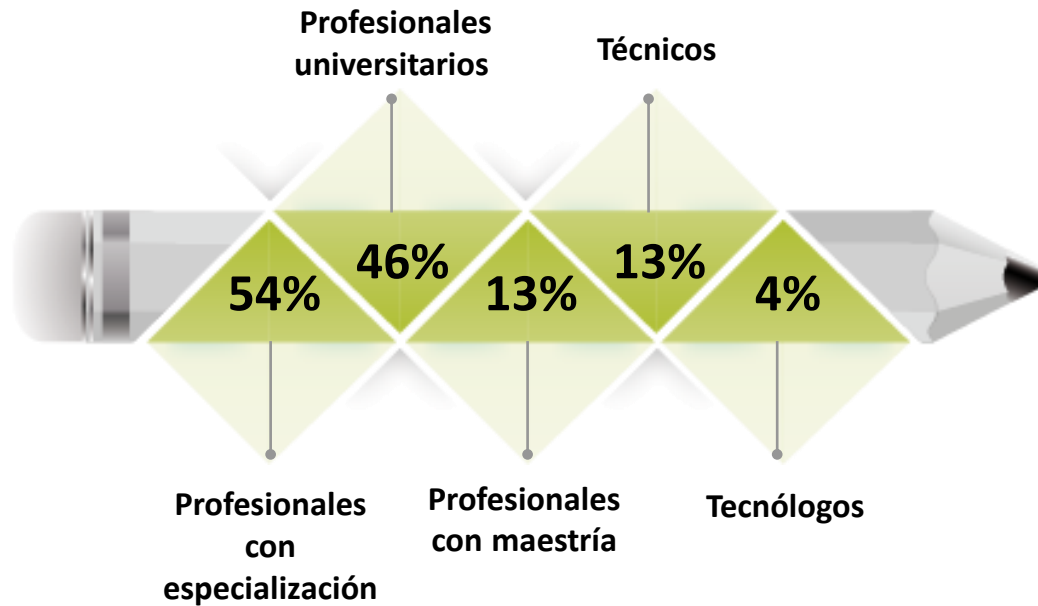 Profesionales
universitarios
Técnicos
46%
13%
54%
13%
4%
Profesionales
con
especialización
Profesionales
con maestría
Tecnólogos